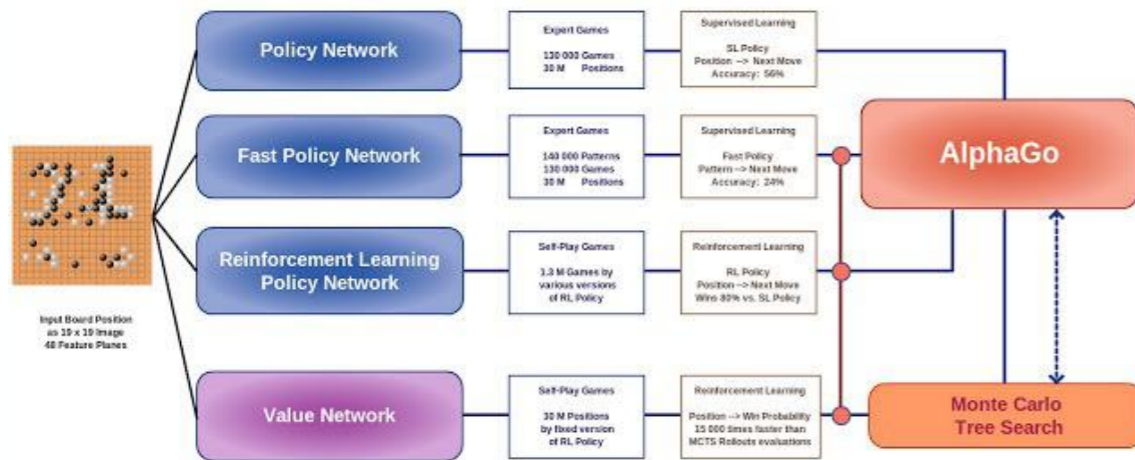 Policy Network
Expert Games
130 000 Games
30 M Positions
Supervised Learning
SL Policy
Position --> Next Move
Accuracy: 56%
Fast Policy Network
Expert Games
140 000 Patterns
130 000 Games
30 M Positions
Supervised Learning
Fast Policy
Pattern --> Next Move
Accuracy: 24%
AlphaGo
Input Board Position
as 19 x 19 Image
48 Feature Planes
Reinforcement Learning
Policy Network
Self-Play Games
1.3 M Games by
various versions
of RL Policy
Reinforcement Learning
RL Policy
Position --> Next Move
Wins 80% vs. SL Policy
Value Network
Self-Play Games
30 M Positions
by fixed version
of RL Policy
Reinforcement Learning
Position --> Win Probability
15 000 times faster than
MCTS Rollouts evaluations
Monte Carlo
Tree Search